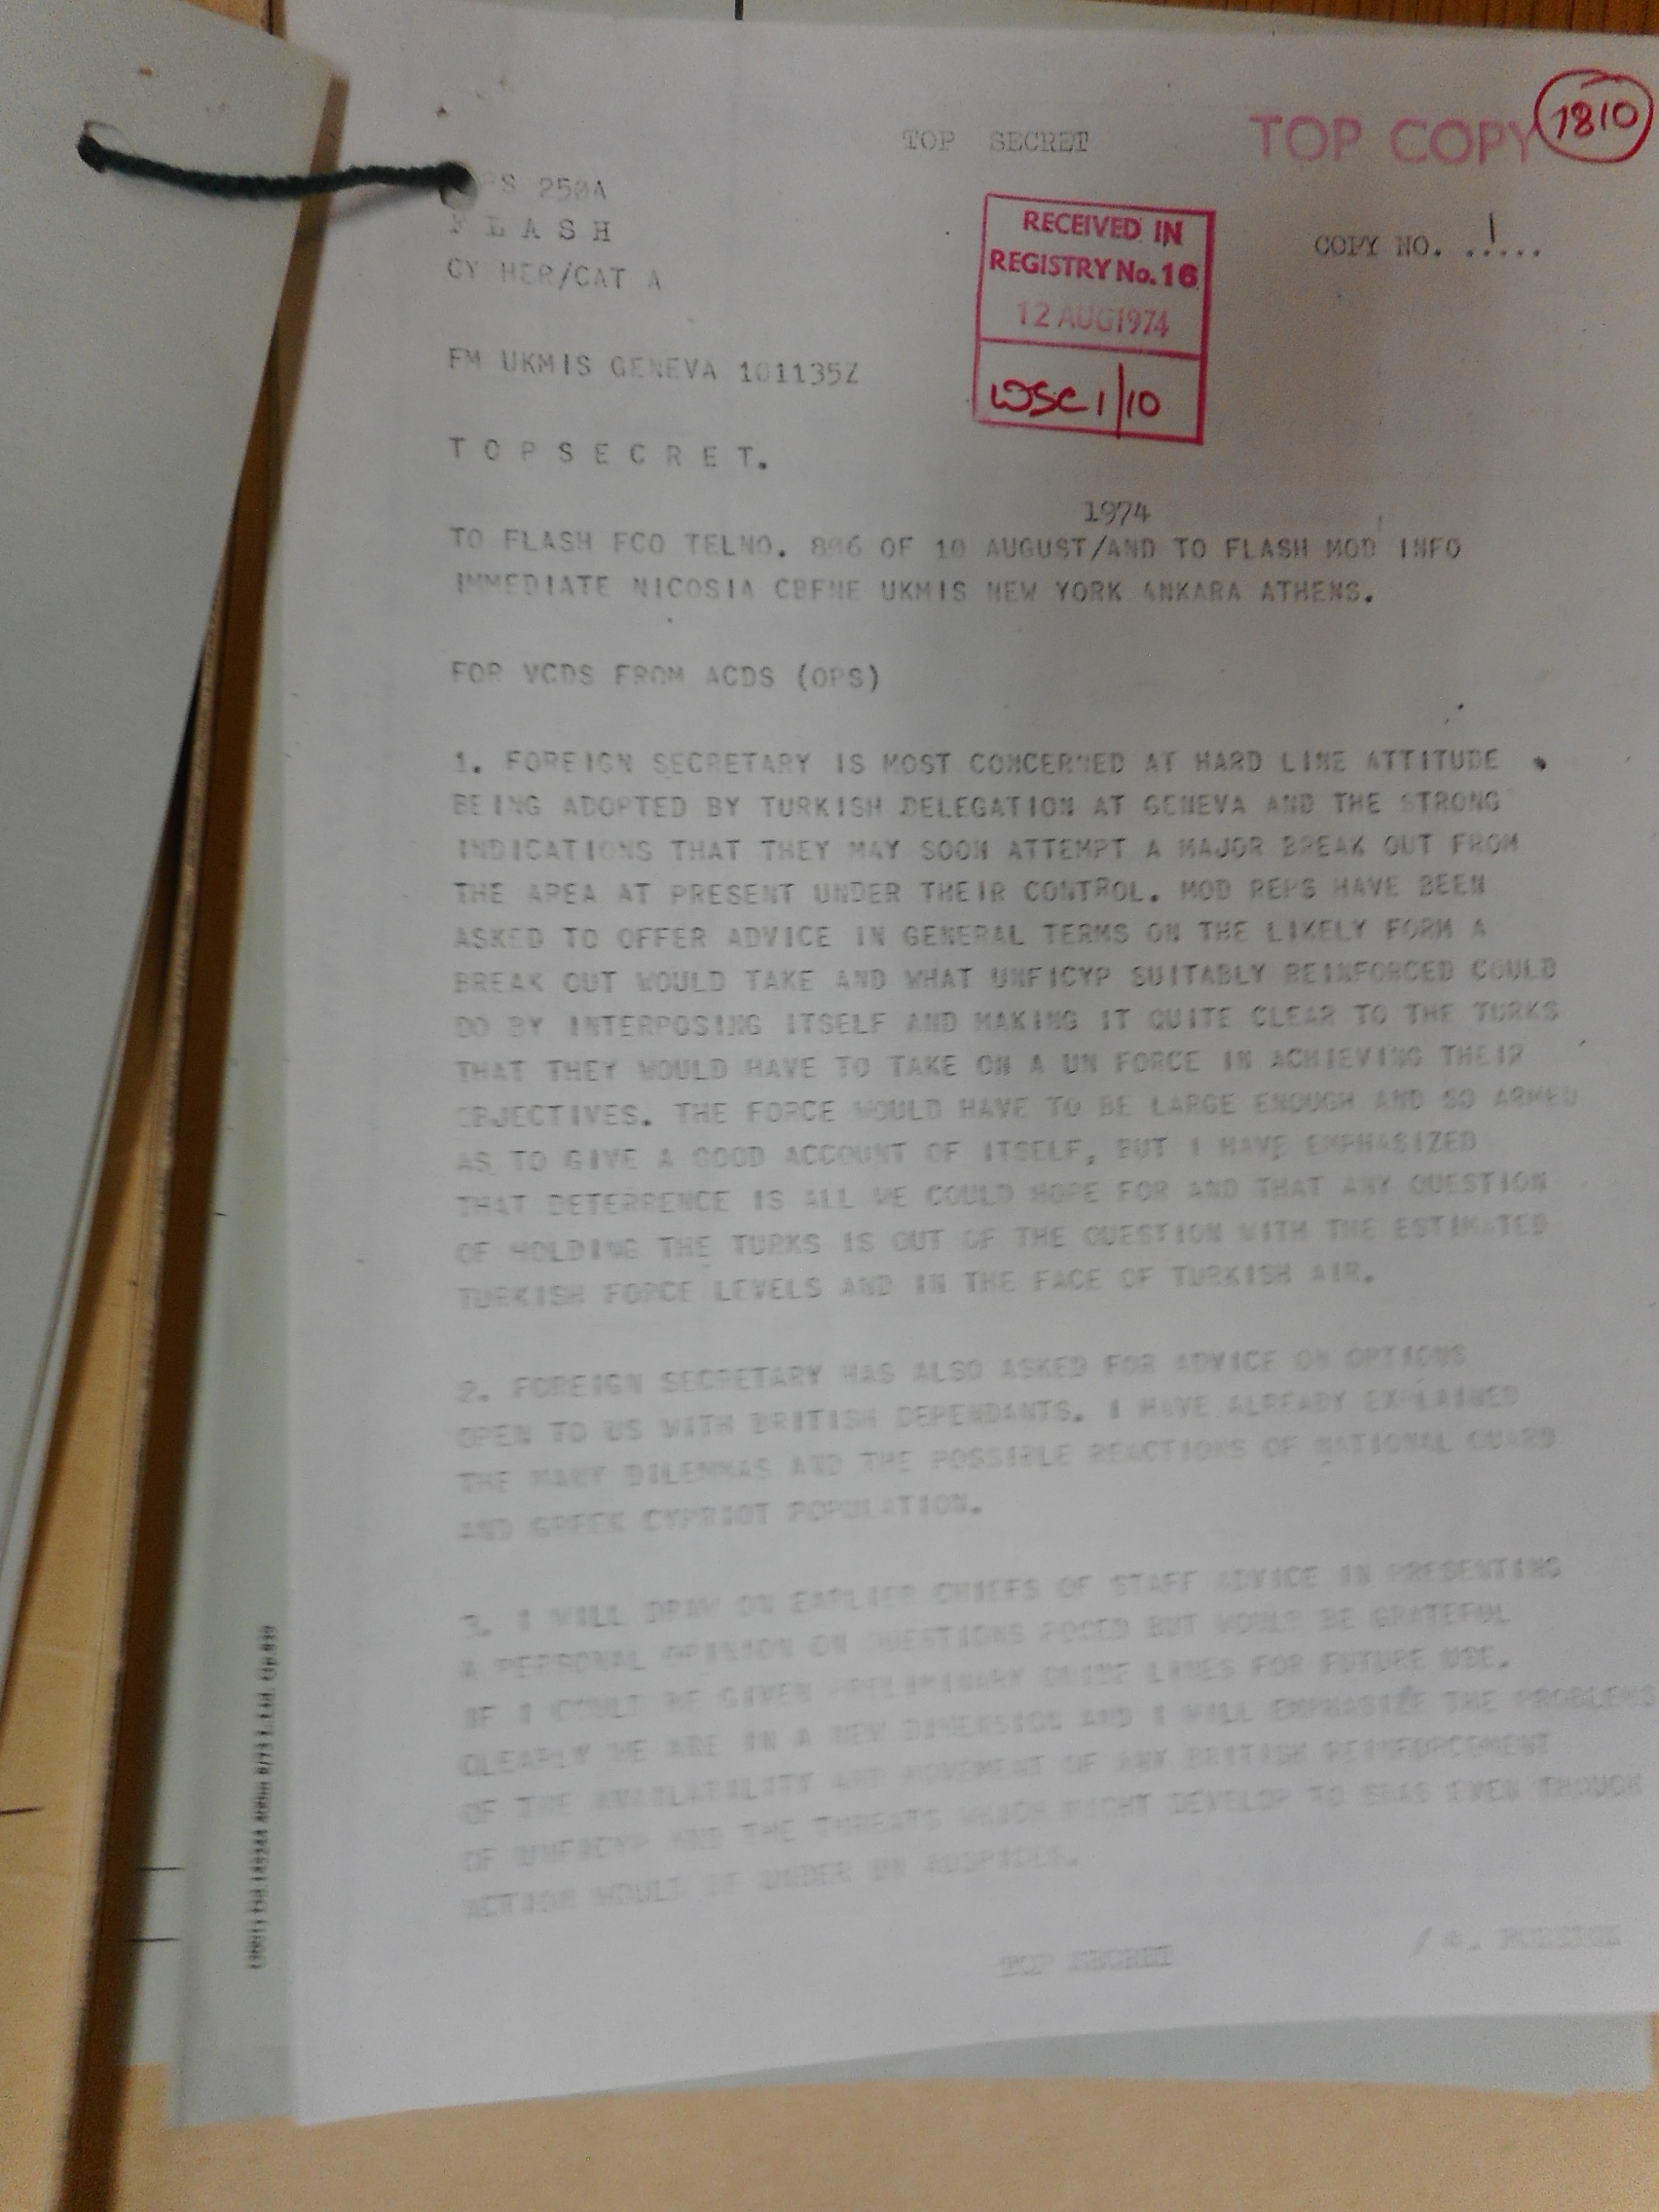 TOP SECRET
TOP COPY
1810
PS 250A
F L A S H
CY HER/CAT A
RECEIVED IN
REGISTRY No. 16
12 AUG 1974
WSC 1/10
COPY NO. ..1...
FM UKMIS GENEVA 101135Z
T O P S E C R E T.
1974
TO FLASH FCO TELNO. 806 OF 10 AUGUST/AND TO FLASH MOD INFO
IMMEDIATE NICOSIA CBFNE UKMIS NEW YORK ANKARA ATHENS.
FOR VCDS FROM ACDS (OPS)
1. FOREIGN SECRETARY IS MOST CONCERNED AT HARD LINE ATTITUDE
BEING ADOPTED BY TURKISH DELEGATION AT GENEVA AND THE STRONG
INDICATIONS THAT THEY MAY SOON ATTEMPT A MAJOR BREAK OUT FROM
THE AREA AT PRESENT UNDER THEIR CONTROL. MOD REPS HAVE BEEN
ASKED TO OFFER ADVICE IN GENERAL TERMS ON THE LIKELY FORM A
BREAK OUT WOULD TAKE AND WHAT UNFICYP SUITABLY REINFORCED COULD
DO BY INTERPOSING ITSELF AND MAKING IT QUITE CLEAR TO THE TURKS
THAT THEY WOULD HAVE TO TAKE ON A UN FORCE IN ACHIEVING THEIR
OBJECTIVES. THE FORCE WOULD HAVE TO BE LARGE ENOUGH AND SO ARMED
AS TO GIVE A GOOD ACCOUNT OF ITSELF, BUT I HAVE EMPHASIZED
THAT DETERRENCE IS ALL WE COULD HOPE FOR AND THAT ANY QUESTION
OF HOLDING THE TURKS IS OUT OF THE QUESTION WITH THE ESTIMATED
TURKISH FORCE LEVELS AND IN THE FACE OF TURKISH AIR.
2. FOREIGN SECRETARY HAS ALSO ASKED FOR ADVICE ON OPTIONS
OPEN TO US WITH BRITISH DEPENDANTS. I HAVE ALREADY EXPLAINED
THE MANY DILEMMAS AND THE POSSIBLE REACTIONS OF NATIONAL GUARD
AND GREEK CYPRIOT POPULATION.
3. I WILL DRAW ON EARLIER CHIEFS OF STAFF ADVICE IN PRESENTING
A PERSONAL OPINION ON QUESTIONS POSED BUT WOULD BE GRATEFUL
IF I COULD BE GIVEN PRELIMINARY GUIDE LINES FOR FUTURE USE.
CLEARLY WE ARE IN A NEW DIMENSION AND I WILL EMPHASIZE THE PROBLEMS
OF THE AVAILABILITY AND MOVEMENT OF ANY BRITISH REINFORCEMENT
OF UNFICYP AND THE THREATS WHICH MIGHT DEVELOP TO SBAS EVEN THOUGH
ACTION WOULD BE UNDER UN AUSPICES.
TOP SECRET
/ 4. FOREIGN